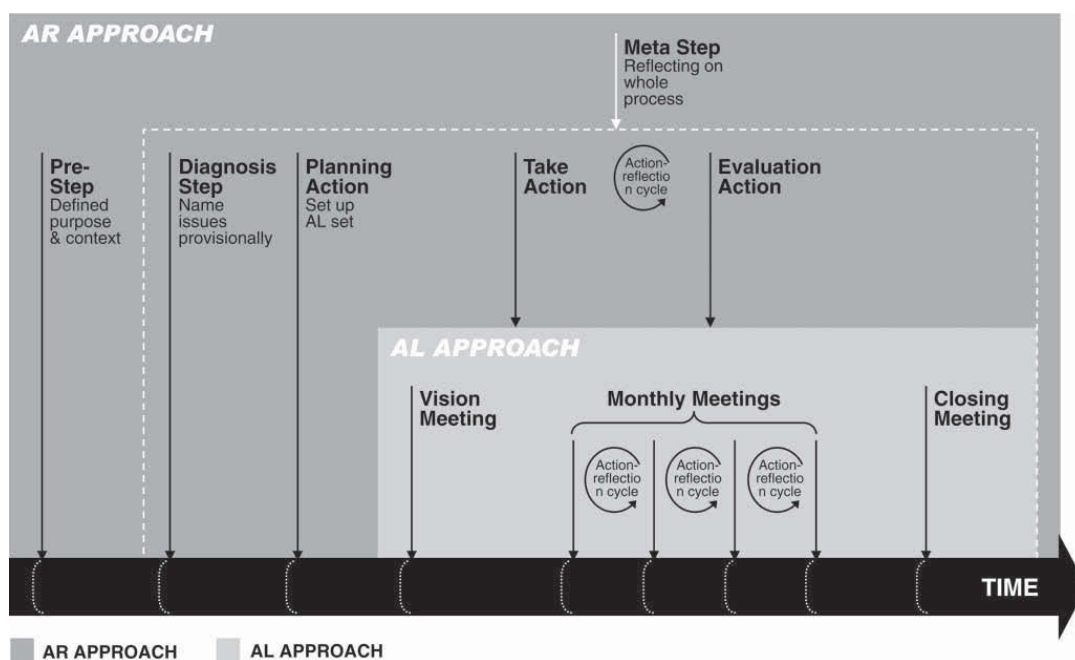 AR APPROACH
Meta Step
Reflecting on
whole
process
Pre-
Step
Defined
purpose
& context
Diagnosis
Step
Name
issues
provisionally
Planning
Action
Set up
AL set
Take
Action
Action-
reflectio
n cycle
Evaluation
Action
AL APPROACH
Vision
Meeting
Monthly Meetings
Action-
reflectio
n cycle
Action-
reflectio
n cycle
Action-
reflectio
n cycle
Closing
Meeting
TIME
AR APPROACH
AL APPROACH